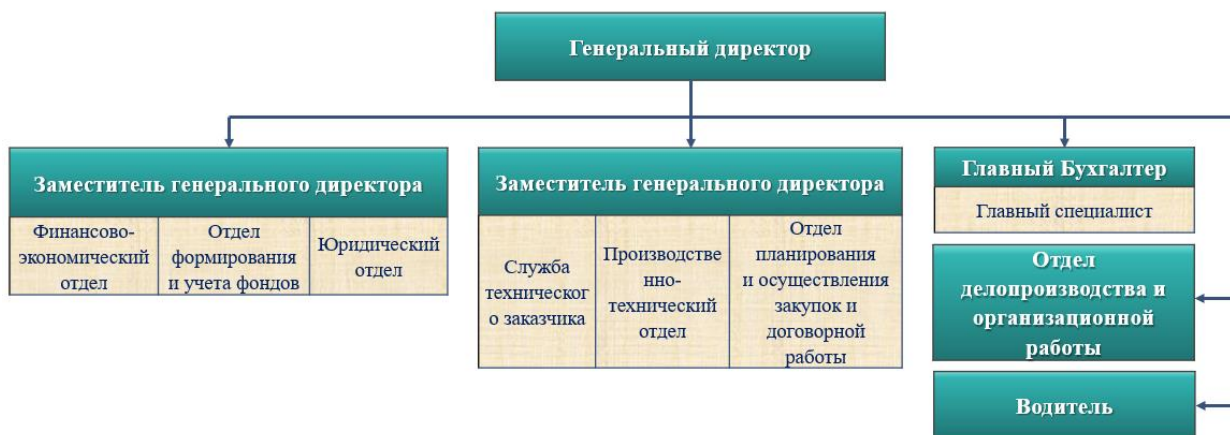 Генеральный директор
Заместитель генерального директора
Финансово-
экономический
отдел
Отдел
формирования
и учета фондов
Юридический
отдел
Заместитель генерального директора
Служба
техническог
о заказчика
Производстве
нно-
технический
отдел
Отдел
планирования
и осуществления
закупок и
договорной
работы
Главный Бухгалтер
Главный специалист
Отдел
делопроизводства и
организационной
работы
Водитель